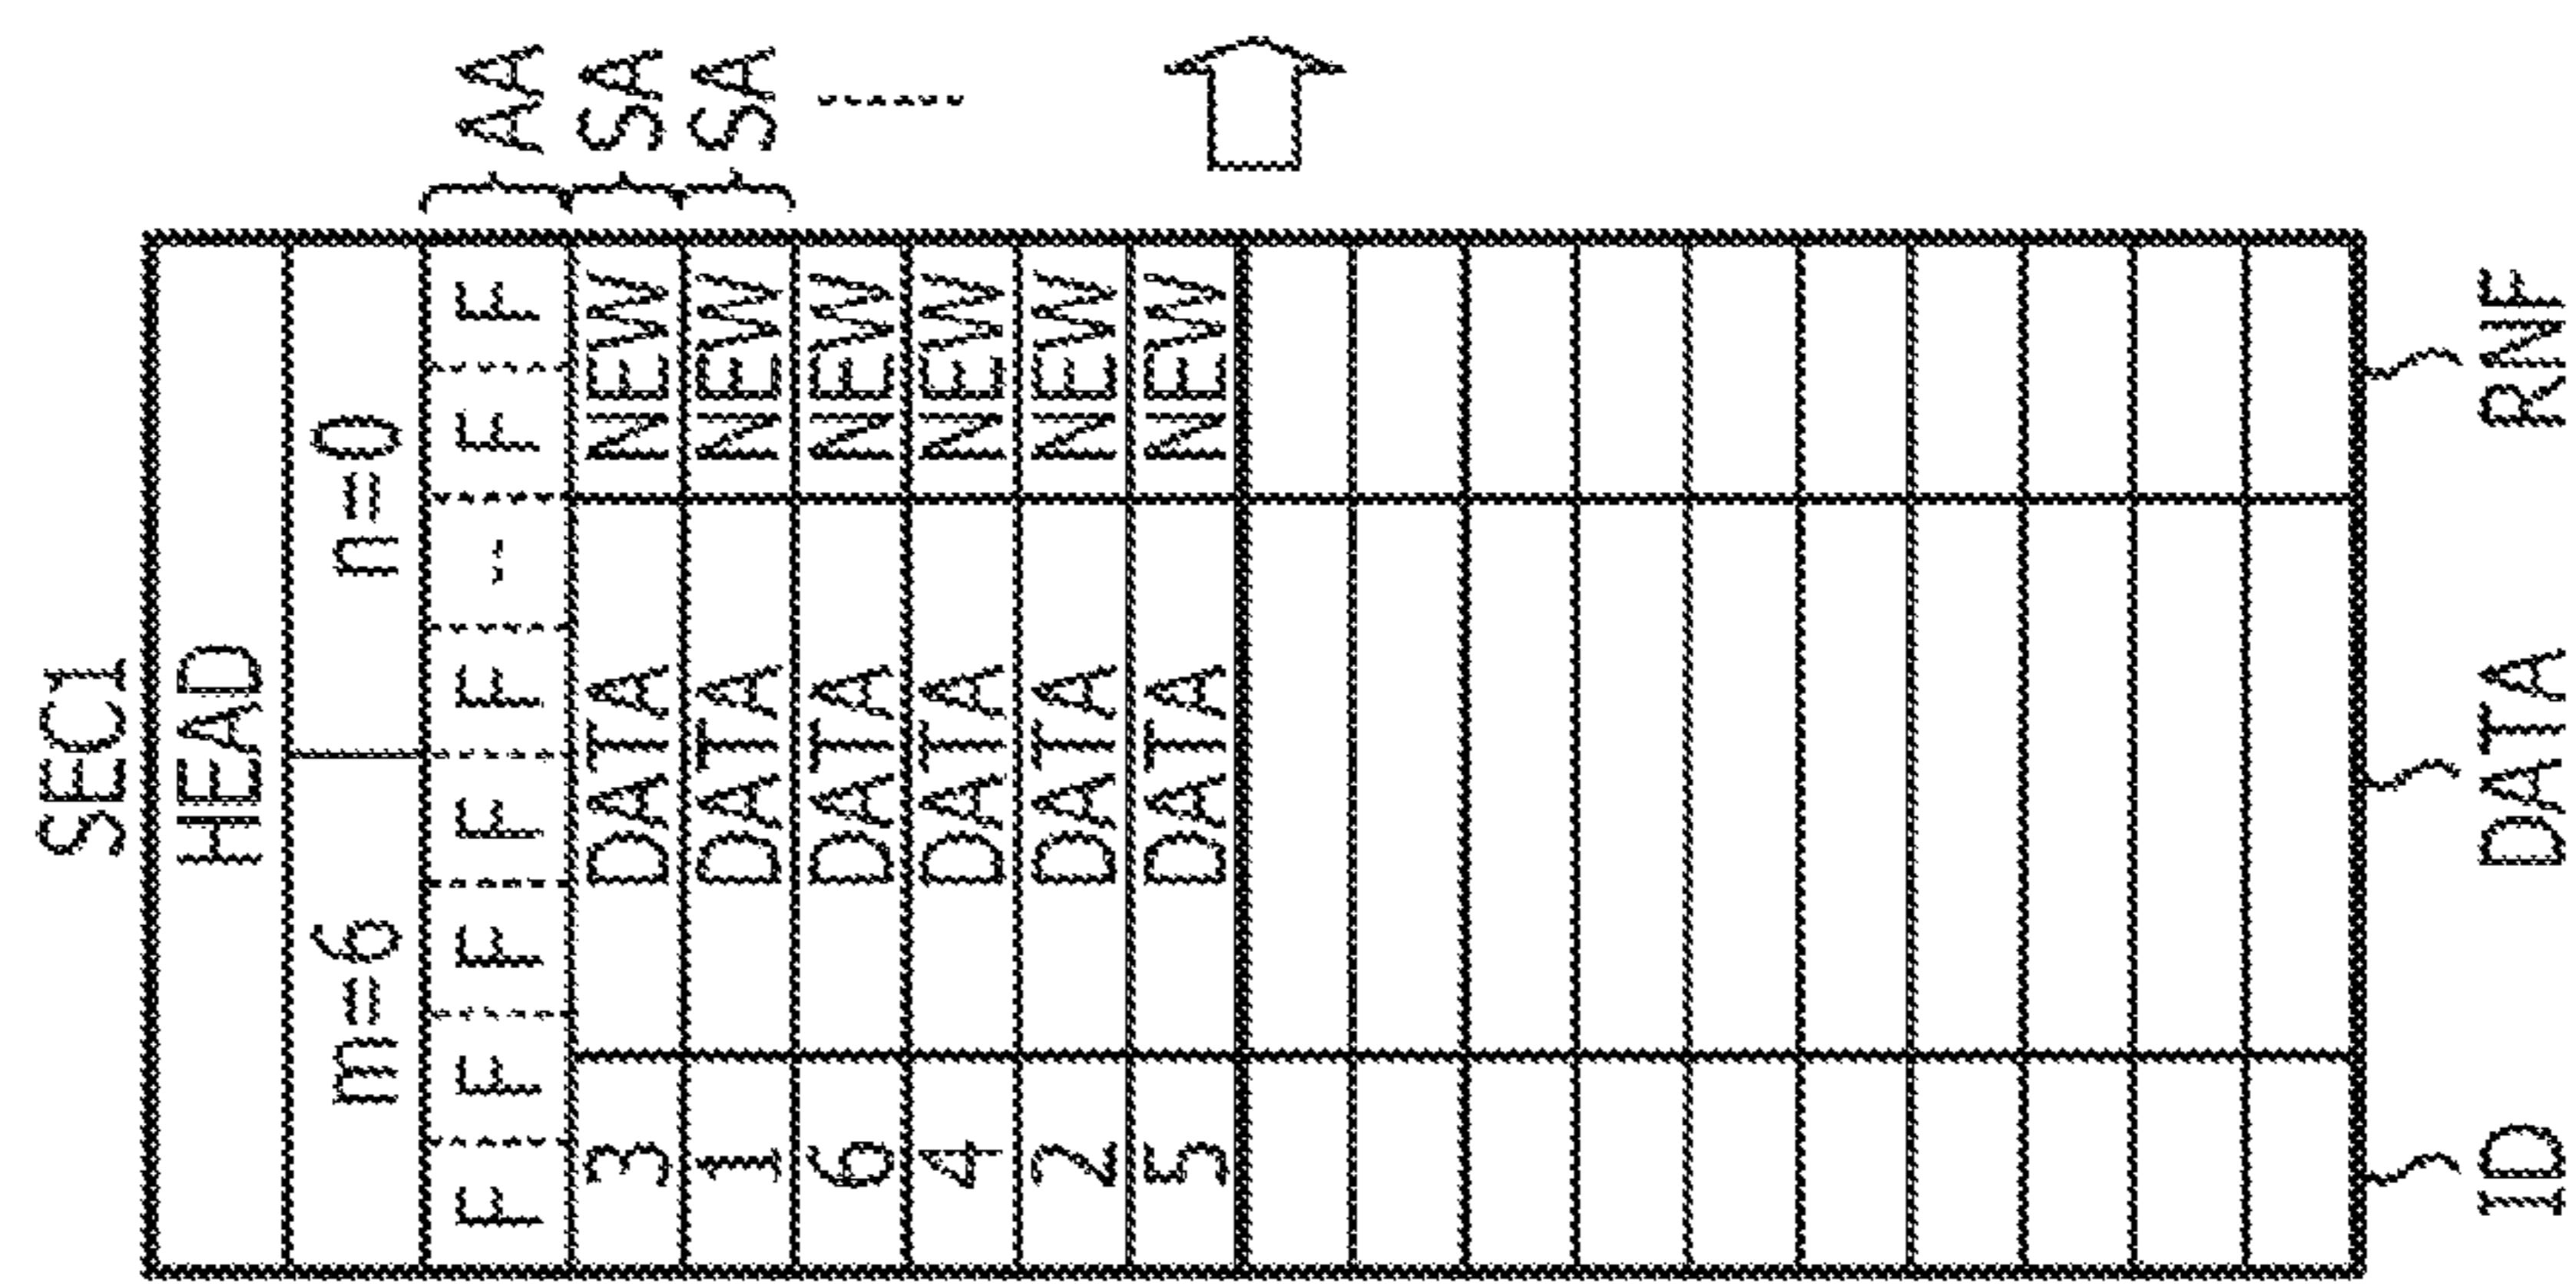 SEC1
HEAD
m=6 n=0
F F F F F -- F F AA
3 DATA NEW SA
1 DATA NEW SA
6 DATA NEW
4 DATA NEW
2 DATA NEW
5 DATA NEW
ID DATA RNF